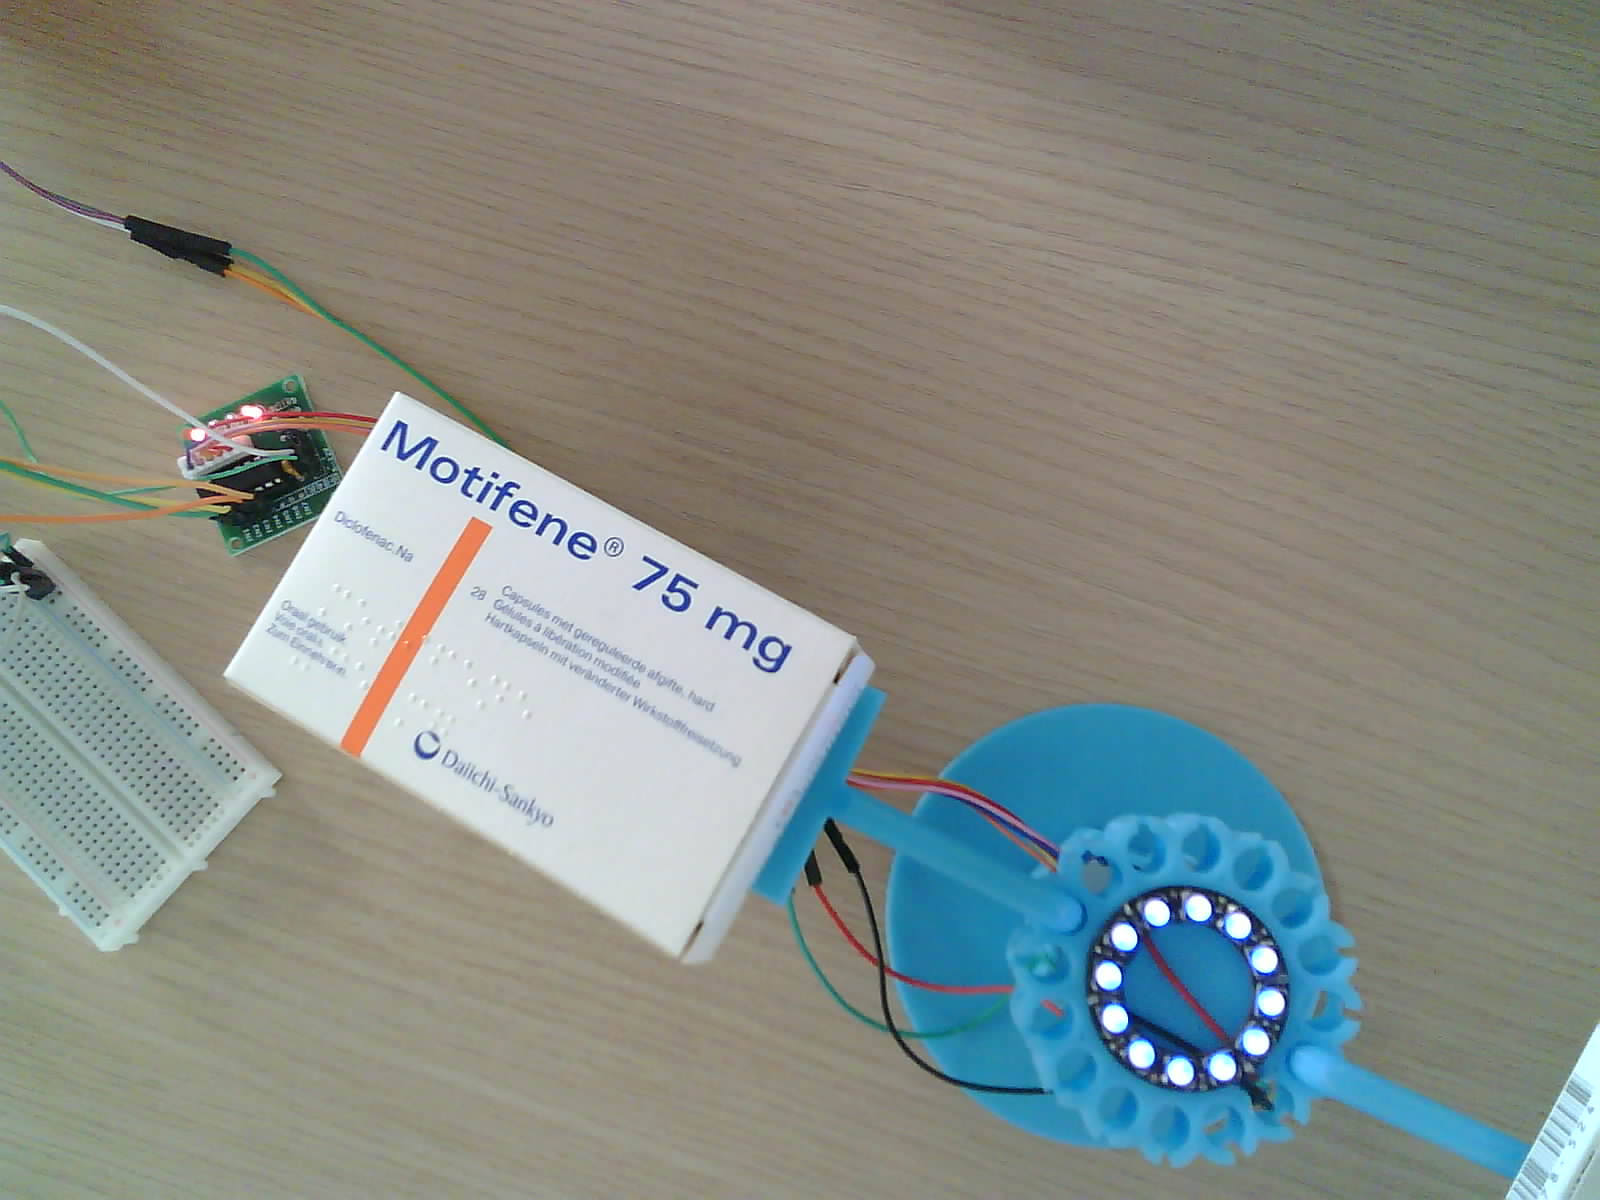 Motifene® 75 mg
Diclofenac.Na
28 Capsules met gereguleerde afgifte, hard
Gélules à libération modifiée
Hartkapseln mit veränderter Wirkstofffreisetzung
Oraal gebruik
Voie orale
Zum Einnehmen
Daiichi-Sankyo